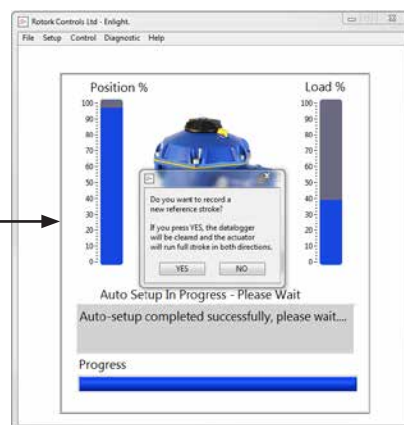 Rotork Controls Ltd - Enlight.
File Setup Control Diagnostic Help
Position %
Load %
100
90
80
70
60
50
40
30
20
10
0
100
90
80
70
60
50
40
30
20
10
0
Do you want to record a
new reference stroke?
If you press YES, the datalogger
will be cleared and the actuator
will run full stroke in both directions.
YES NO
Auto Setup In Progress - Please Wait
Auto-setup completed successfully, please wait....
Progress